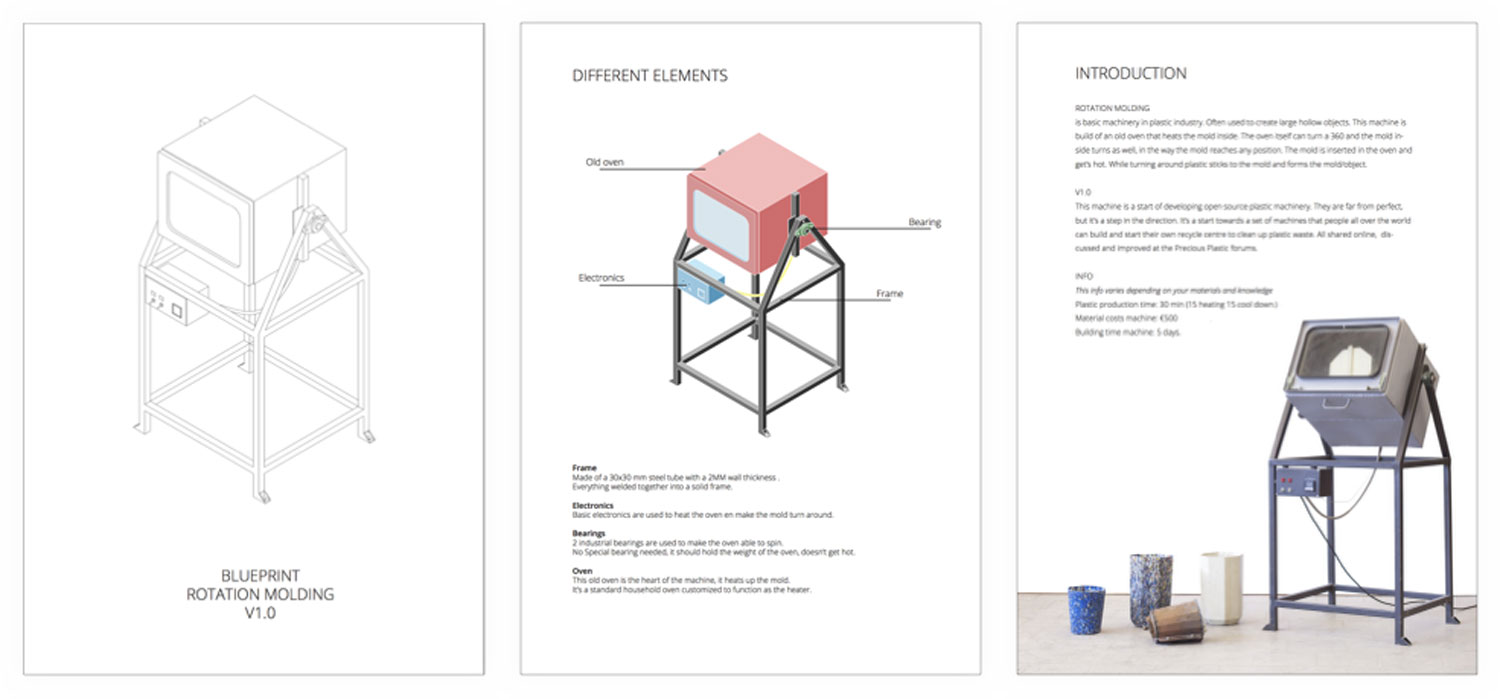 BLUEPRINT
ROTATION MOLDING
V1.0
DIFFERENT ELEMENTS
Old oven
Bearing
Electronics
Frame
Frame
Made of a 30x30 mm steel tube with a 2MM wall thickness .
Everything welded together into a solid frame.
Electronics
Basic electronics are used to heat the oven en make the mold turn around.
Bearings
2 industrial bearings are used to make the oven able to spin.
No Special bearing needed, it should hold the weight of the oven, doesn't get hot.
Oven
This old oven is the heart of the machine, it heats up the mold.
It's a standard household oven customized to function as the heater.
INTRODUCTION
ROTATION MOLDING
is basic machinery in plastic industry. Often used to create large hollow objects. This machine is
build of an old oven that heats the mold inside. The oven itself can turn a 360 and the mold in-
side turns as well, in the way the mold reaches any position. The mold is inserted in the oven and
get's hot. While turning around plastic sticks to the mold and forms the mold/object.
V1.0
This machine is a start of developing open-source plastic machinery. They are far from perfect,
but it's a step in the direction. It's a start towards a set of machines that people all over the world
can build and start their own recycle centre to clean up plastic waste. All shared online, dis-
cussed and improved at the Precious Plastic forums.
INFO
This info varies depending on your materials and knowledge
Plastic production time: 30 min (15 heating 15 cool down)
Material costs machine: €500
Building time machine: 5 days.